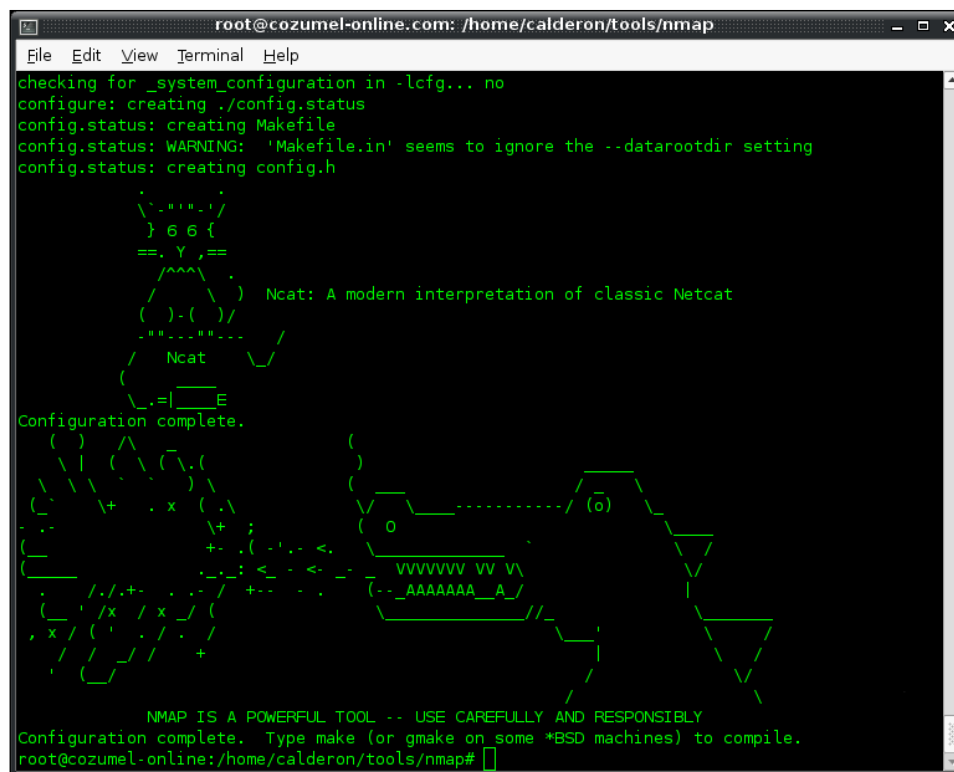 root@cozumel-online.com: /home/calderon/tools/nmap
File Edit View Terminal Help
checking for _system_configuration in -lcfg... no
configure: creating ./config.status
config.status: creating Makefile
config.status: WARNING:  'Makefile.in' seems to ignore the --datarootdir setting
config.status: creating config.h
Ncat: A modern interpretation of classic Netcat
Ncat
Configuration complete.
NMAP IS A POWERFUL TOOL -- USE CAREFULLY AND RESPONSIBLY
Configuration complete.  Type make (or gmake on some *BSD machines) to compile.
root@cozumel-online:/home/calderon/tools/nmap#